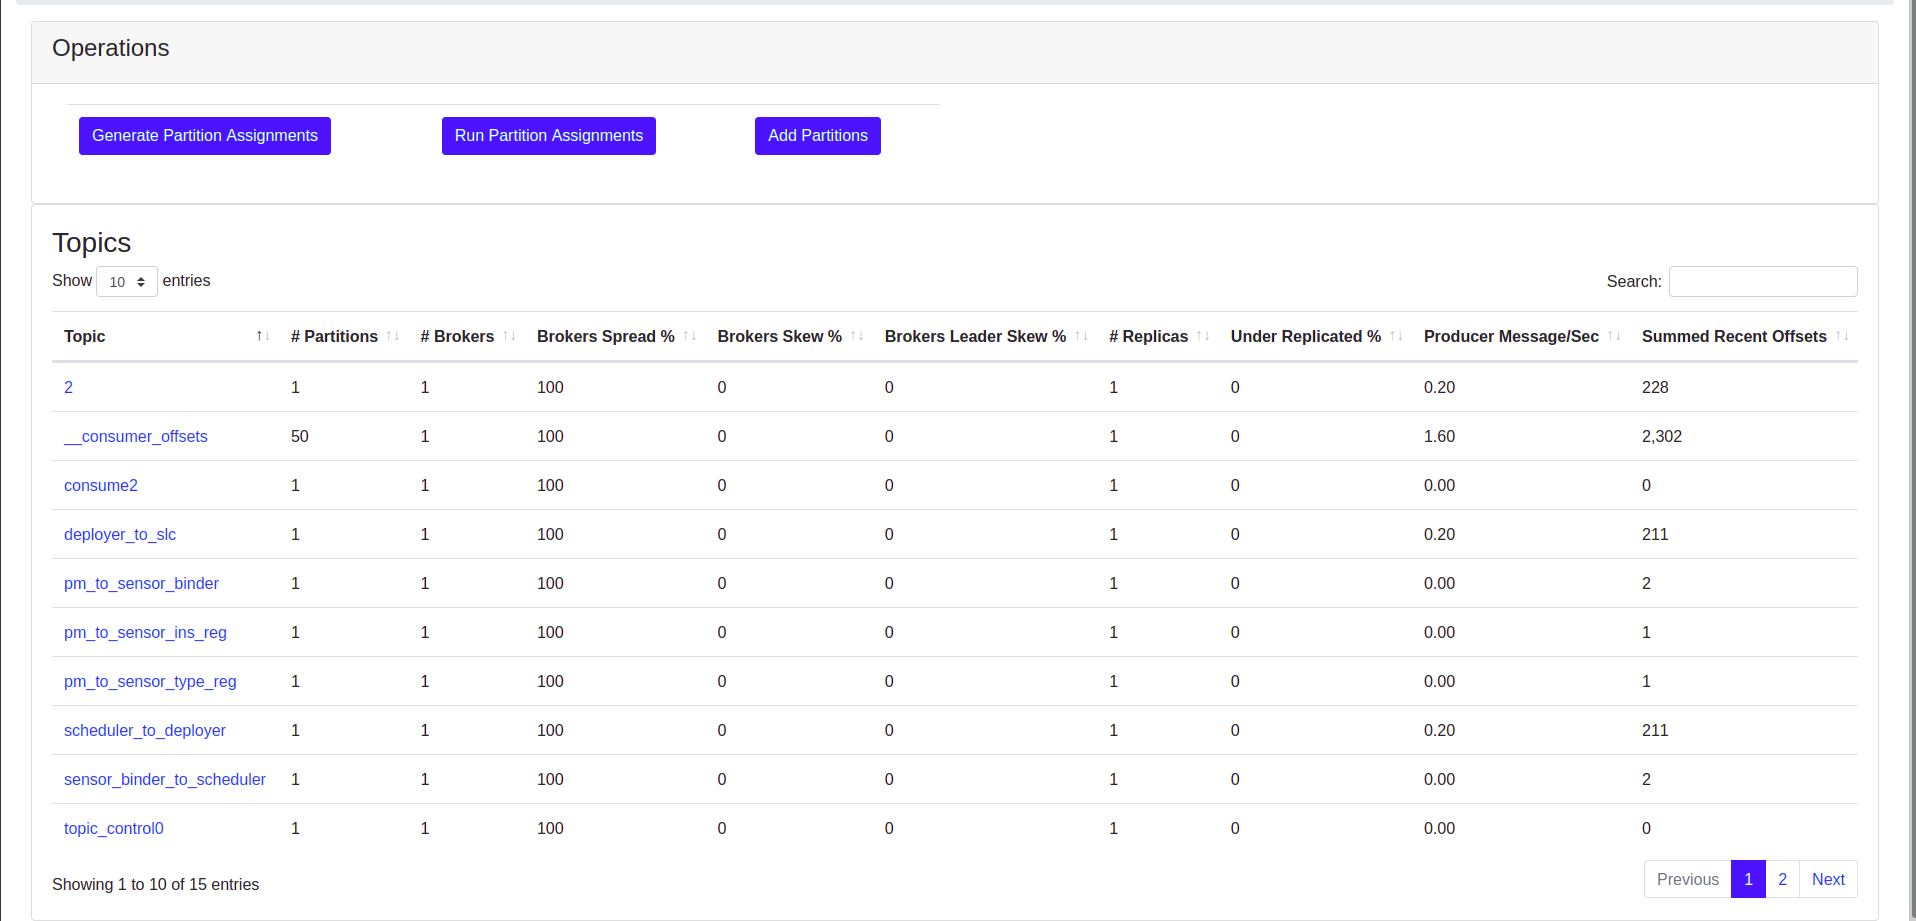 Operations
Generate Partition Assignments Run Partition Assignments Add Partitions
Topics
Show 10 entries Search:
Topic # Partitions # Brokers Brokers Spread % Brokers Skew % Brokers Leader Skew % # Replicas Under Replicated % Producer Message/Sec Summed Recent Offsets
2 1 1 100 0 0 1 0 0.20 228
__consumer_offsets 50 1 100 0 0 1 0 1.60 2,302
consume2 1 1 100 0 0 1 0 0.00 0
deployer_to_slc 1 1 100 0 0 1 0 0.20 211
pm_to_sensor_binder 1 1 100 0 0 1 0 0.00 2
pm_to_sensor_ins_reg 1 1 100 0 0 1 0 0.00 1
pm_to_sensor_type_reg 1 1 100 0 0 1 0 0.00 1
scheduler_to_deployer 1 1 100 0 0 1 0 0.20 211
sensor_binder_to_scheduler 1 1 100 0 0 1 0 0.00 2
topic_control0 1 1 100 0 0 1 0 0.00 0
Showing 1 to 10 of 15 entries Previous 1 2 Next